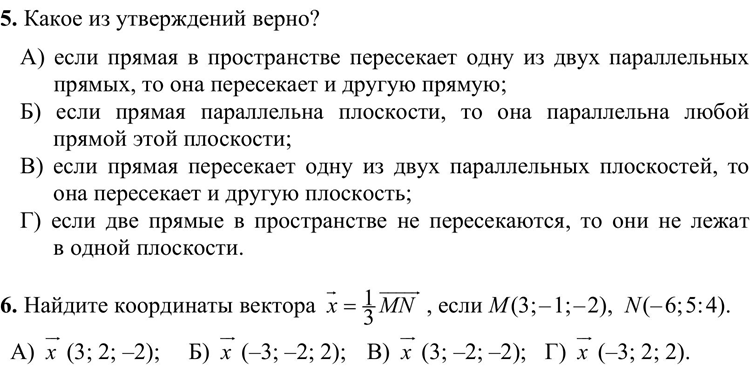 5. Какое из утверждений верно?
А) если прямая в пространстве пересекает одну из двух параллельных
прямых, то она пересекает и другую прямую;
Б) если прямая параллельна плоскости, то она параллельна любой
прямой этой плоскости;
В) если прямая пересекает одну из двух параллельных плоскостей, то
она пересекает и другую плоскость;
Г) если две прямые в пространстве не пересекаются, то они не лежат
в одной плоскости.
6. Найдите координаты вектора $\vec{x} = \frac{1}{3}\overrightarrow{MN}$ , если M(3;–1;–2), N(–6;5:4).
А) $\vec{x}$ (3; 2; –2); Б) $\vec{x}$ (–3; –2; 2); В) $\vec{x}$ (3; –2; –2); Г) $\vec{x}$ (–3; 2; 2).